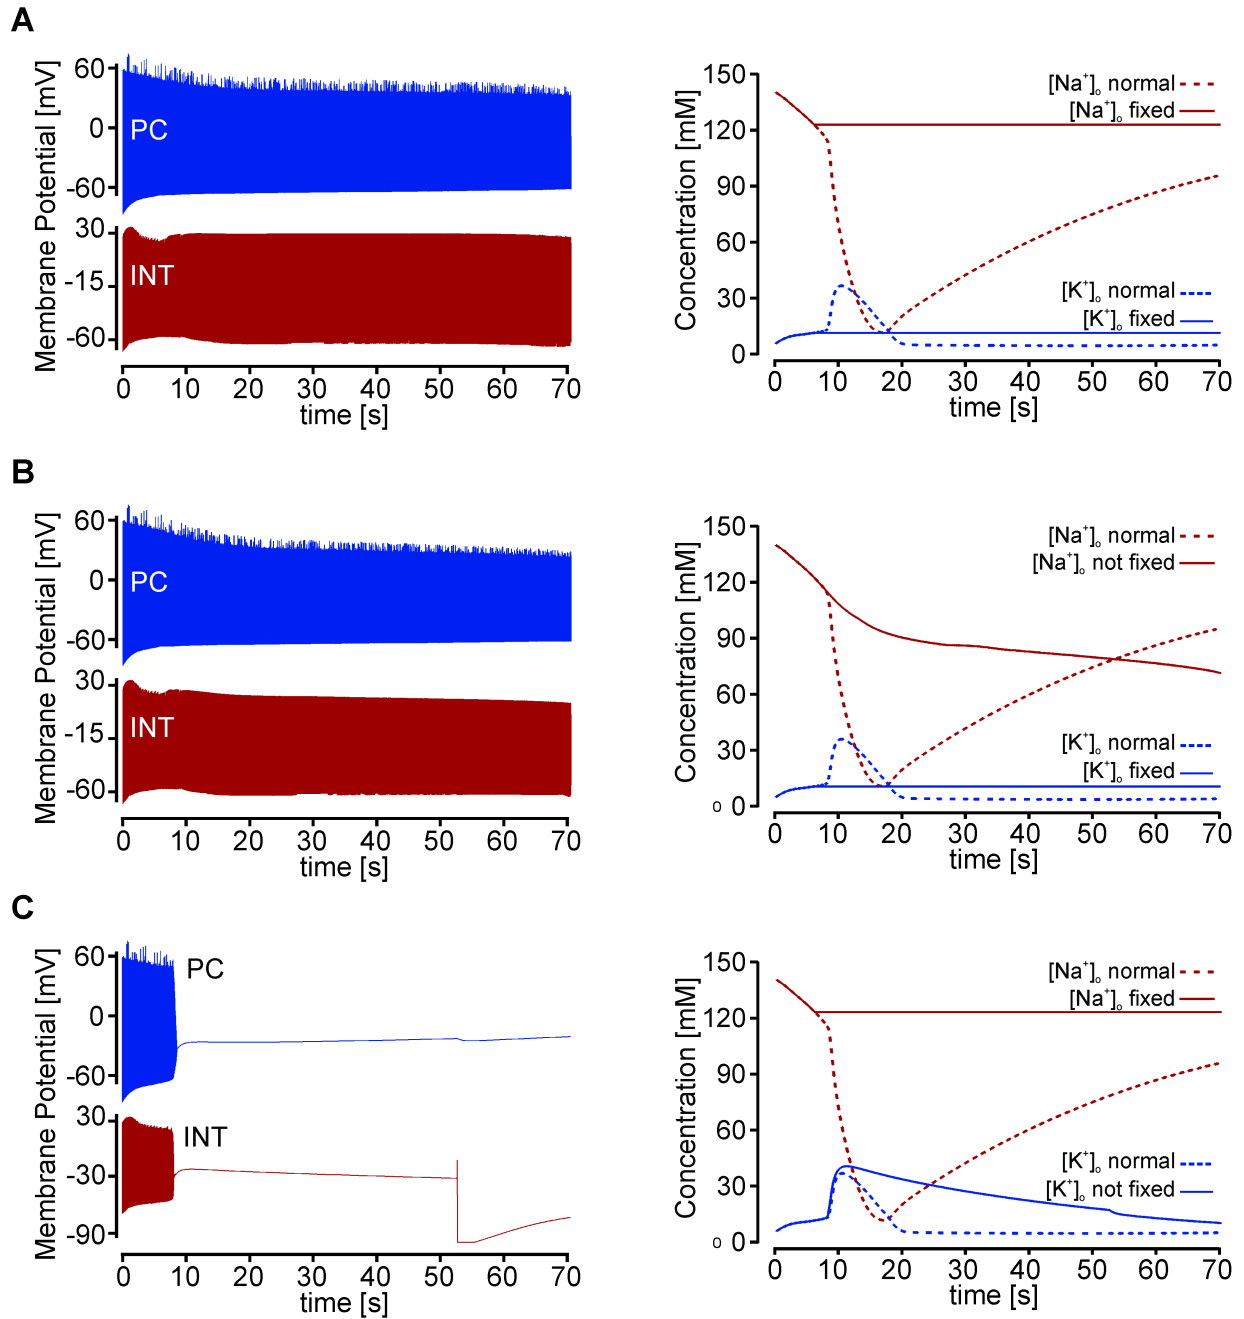 A
Membrane Potential [mV]
60
0
-60
PC
30
-15
-60
INT
0 10 20 30 40 50 60 70
time [s]
Concentration [mM]
150
120
90
60
30
0
[Na⁺]ₒ normal
[Na⁺]ₒ fixed
[K⁺]ₒ normal
[K⁺]ₒ fixed
0 10 20 30 40 50 60 70
time [s]
B
Membrane Potential [mV]
60
0
-60
PC
30
-15
-60
INT
0 10 20 30 40 50 60 70
time [s]
Concentration [mM]
150
120
90
60
30
0 0
[Na⁺]ₒ normal
[Na⁺]ₒ not fixed
[K⁺]ₒ normal
[K⁺]ₒ fixed
0 10 20 30 40 50 60 70
time [s]
C
Membrane Potential [mV]
60
0
-60
PC
30
-30
-90
INT
0 10 20 30 40 50 60 70
time [s]
Concentration [mM]
150
120
90
60
30
0 0
[Na⁺]ₒ normal
[Na⁺]ₒ fixed
[K⁺]ₒ normal
[K⁺]ₒ not fixed
0 10 20 30 40 50 60 70
time [s]